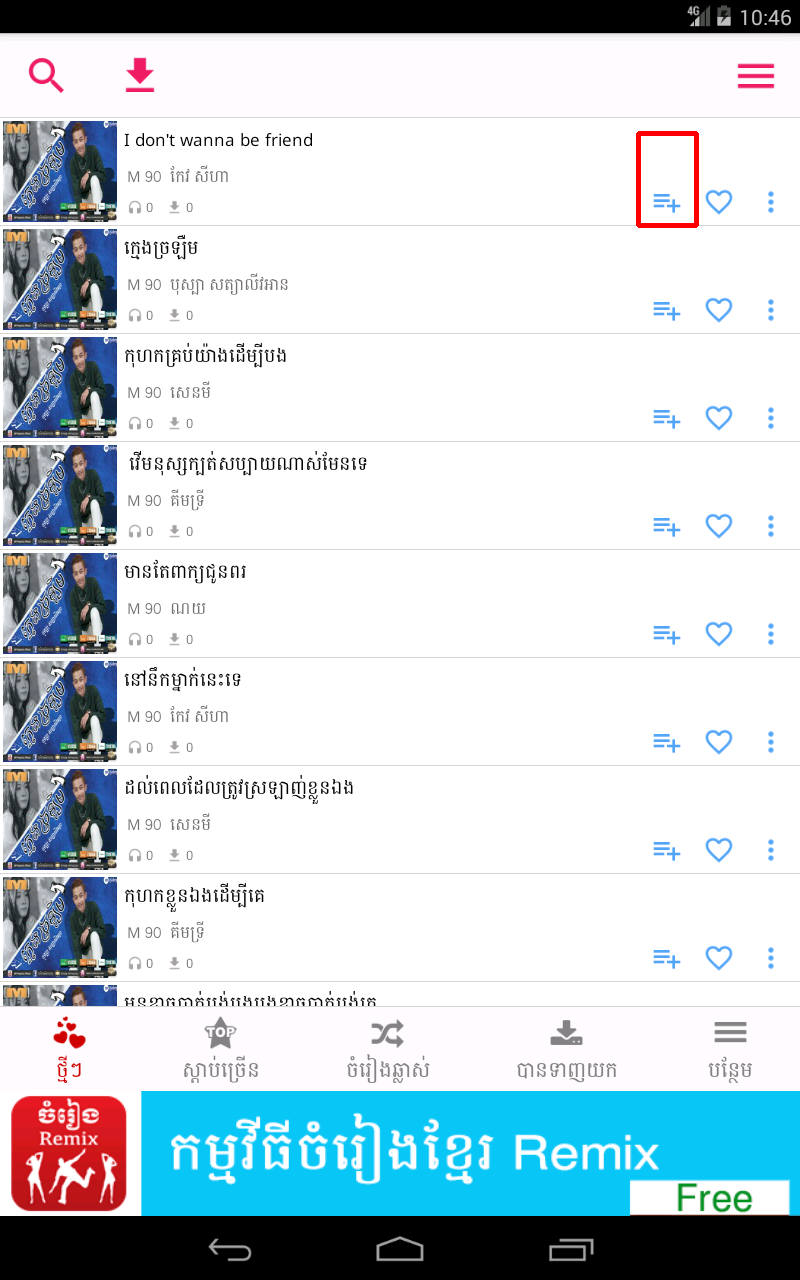 4G 10:46
I don't wanna be friend
M 90 កែវ សីហា
0 0
ក្មេងច្រឡឺម
M 90 បុស្បា សត្យាលីវអាន
0 0
កុហកគ្រប់យ៉ាងដើម្បីបង
M 90 សេនមី
0 0
វើមនុស្សក្បត់សប្បាយណាស់មែនទេ
M 90 គីមទ្រី
0 0
មានតែពាក្យជូនពរ
M 90 ណយ
0 0
នៅនឹកម្នាក់នេះទេ
M 90 កែវ សីហា
0 0
ដល់ពេលដែលត្រូវស្រឡាញ់ខ្លួនឯង
M 90 សេនមី
0 0
កុហកខ្លួនឯងដើម្បីគេ
M 90 គីមទ្រី
0 0
ថ្មីៗ
TOP
ស្តាប់ច្រើន
ចំរៀងឆ្លាស់
បានទាញយក
បន្ថែម
ចំរៀង
Remix
កម្មវីធីចំរៀងខ្មែរ Remix
Free